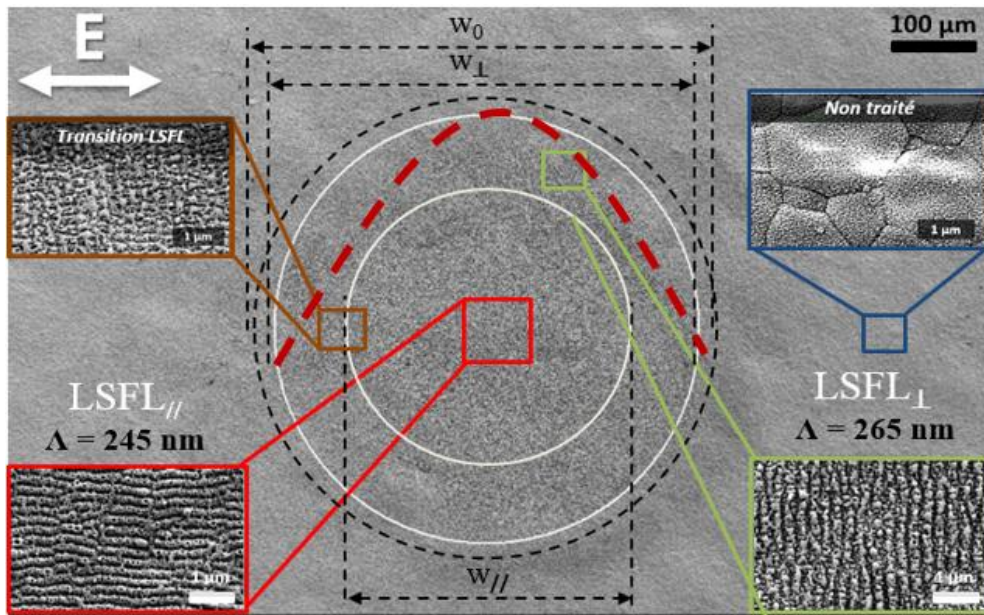 E
w₀
w⊥
100 µm
Transition LSFL
1 µm
Non traité
1 µm
LSFL//
Λ = 245 nm
LSFL⊥
Λ = 265 nm
1 µm
w//
1 µm